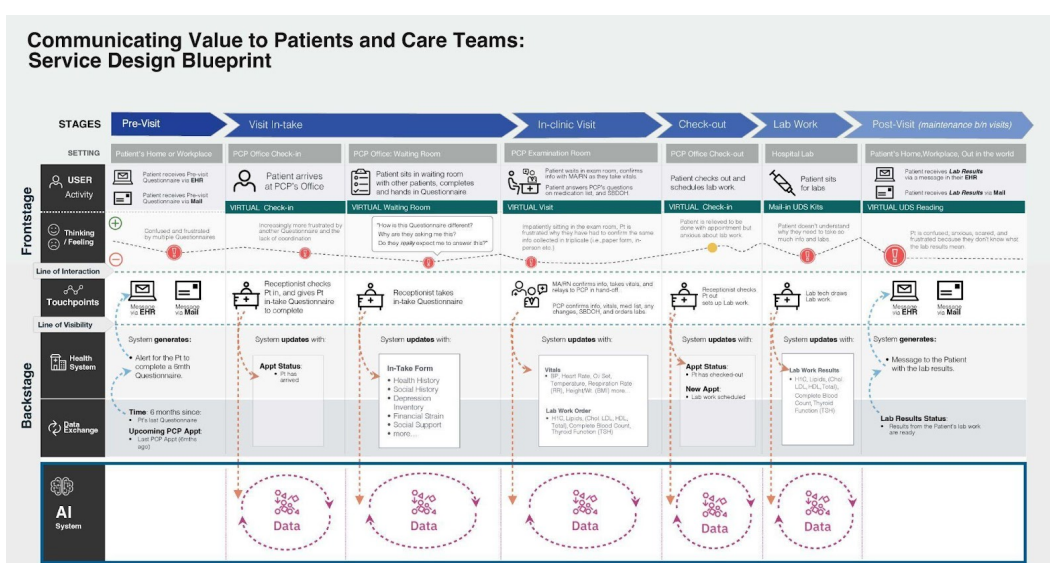 Communicating Value to Patients and Care Teams:
Service Design Blueprint
STAGES
Pre-Visit
Visit In-take
In-clinic Visit
Check-out
Lab Work
Post-Visit (maintenance b/n visits)
SETTING
Patient's Home or Workplace
PCP Office Check-in
PCP Office: Waiting Room
PCP Examination Room
PCP Office Check-out
Hospital Lab
Patient's Home,Workplace, Out in the world
Frontstage
USER
Activity
Patient receives Pre-visit
Questionnaire via EHR
Patient receives Pre-visit
Questionnaire via Mail
Patient arrives
at PCP's Office
Patient sits in waiting room
with other patients, completes
and hands in Questionnaire
Patient waits in exam room, confirms
info with MA/RN as they take vitals.
Patient answers PCP's questions
on medication list, and SBDOH.
Patient checks out and
schedules lab work.
Patient sits
for labs
Patient receives Lab Results
via a message in their EHR
Patient receives Lab Results via Mail
VIRTUAL Check-in
VIRTUAL Waiting Room
VIRTUAL Visit
Mail-in UDS Kits
VIRTUAL UDS Reading
Thinking
/ Feeling
Confused and frustrated
by multiple Questionnaires
Increasingly more frustrated by
another Questionnaire and the
lack of coordination
"How is this Questionnaire different?
Why are they asking me this?
Do they really expect me to answer this?"
Impatiently sitting in the exam room, Pt is
frustrated why they have had to confirm the same
info collected in triplicate (i.e.,paper form, in-
person etc.)
Patient is relieved to be
done with appointment but
anxious about lab work
Patient doesn't understand
why they need to take so
much info and labs
Pt is confused, anxious, scared, and
frustrated because they don't know what
the lab results mean.
Line of Interaction
Touchpoints
Message
via EHR
Message
via Mail
Receptionist checks
Pt in, and gives Pt
in-take Questionnaire
to complete
Receptionist takes
in-take Questionnaire
MA/RN confirms info, takes vitals, and
relays to PCP in hand-off
PCP confirms info, vitals, med list, any
changes, SBDOH, and orders labs.
Receptionist checks
Pt out
sets up Lab work.
Lab tech draws
Lab work
Message
via EHR
Message
via Mail
Line of Visibility
Backstage
Health
System
System generates:
• Alert for the Pt to
complete a 6mth
Questionnaire.
System updates with:
Appt Status:
• Pt has
arrived
System updates with:
In-Take Form
• Health History
• Social History
• Depression
Inventory
• Financial Strain
• Social Support
• more...
System updates with:
Vitals
• BP, Heart Rate, O2 Sat,
Temperature, Respiration Rate
(RR), Height/Wt. (BMI) more...
Lab Work Order
• H1C, Lipids, (Chol, LDL, HDL,
Total), Complete Blood Count,
Thyroid Function (TSH)
System updates with:
Appt Status:
• Pt has checked-out
New Appt:
• Lab work scheduled
System updates with:
Lab Work Results:
• H1C, Lipids, (Chol,
LDL, HDL, Total),
Complete Blood
Count, Thyroid
Function (TSH)
System generates:
• Message to the Patient
with the lab results.
Data
Exchange
Time: 6 months since:
• Pt's last Questionnaire
Upcoming PCP Appt:
• Last PCP Appt (6mths
ago)
Lab Results Status:
• Results from the Patient's lab work
are ready
AI
System
Data
Data
Data
Data
Data